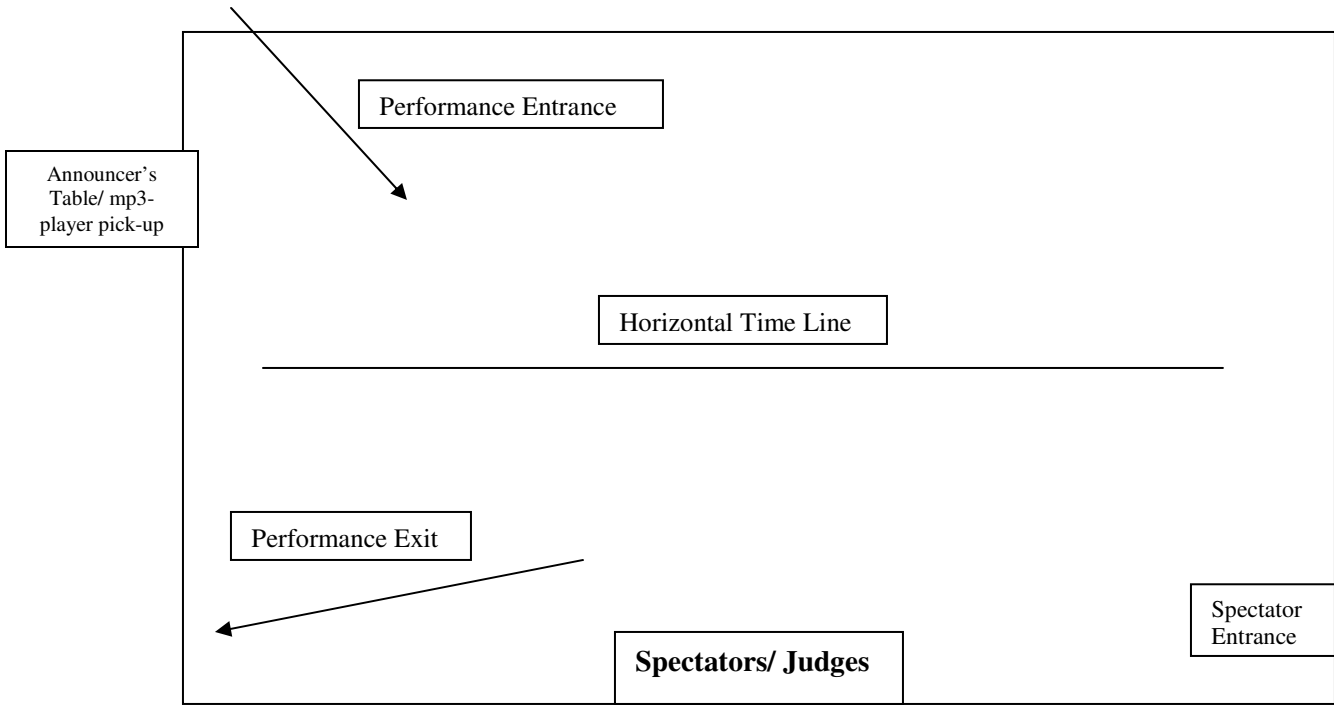 Performance Entrance
Announcer's
Table/ mp3-
player pick-up
Horizontal Time Line
Performance Exit
Spectator
Entrance
Spectators/ Judges